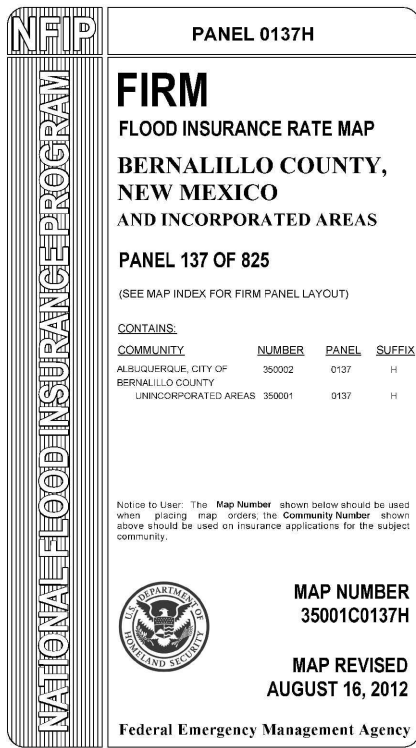 NFIP
PANEL 0137H
NATIONAL FLOOD INSURANCE PROGRAM
FIRM
FLOOD INSURANCE RATE MAP
BERNALILLO COUNTY,
NEW MEXICO
AND INCORPORATED AREAS
PANEL 137 OF 825
(SEE MAP INDEX FOR FIRM PANEL LAYOUT)
CONTAINS:
COMMUNITY NUMBER PANEL SUFFIX
ALBUQUERQUE, CITY OF 350002 0137 H
BERNALILLO COUNTY
UNINCORPORATED AREAS 350001 0137 H
Notice to User: The Map Number shown below should be used
when placing map orders; the Community Number shown
above should be used on insurance applications for the subject
community.
U.S. DEPARTMENT OF
HOMELAND SECURITY
MAP NUMBER
35001C0137H
MAP REVISED
AUGUST 16, 2012
Federal Emergency Management Agency